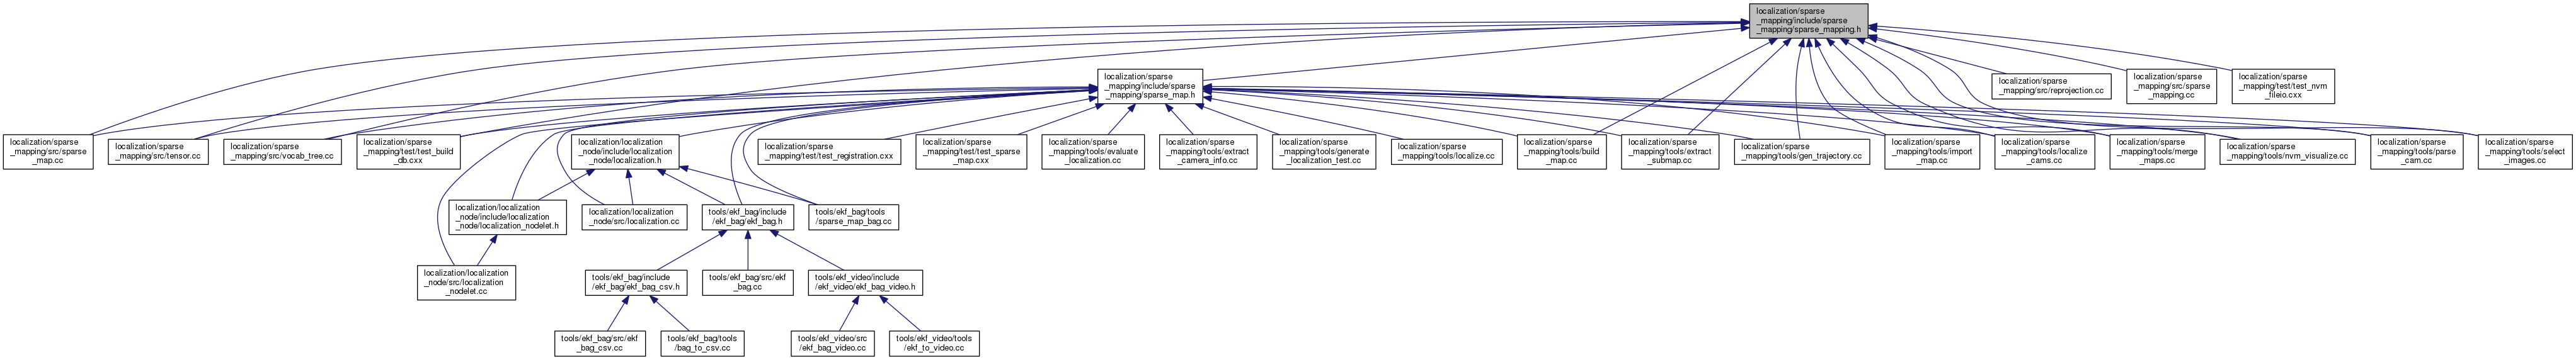 localization/sparse
_mapping/include/sparse
_mapping/sparse_mapping.h
localization/sparse
_mapping/include/sparse
_mapping/sparse_map.h
localization/sparse
_mapping/src/reprojection.cc
localization/sparse
_mapping/src/sparse
_mapping.cc
localization/sparse
_mapping/test/test_nvm
_fileio.cxx
localization/sparse
_mapping/src/sparse
_map.cc
localization/sparse
_mapping/src/tensor.cc
localization/sparse
_mapping/src/vocab_tree.cc
localization/sparse
_mapping/test/test_build
_db.cxx
localization/localization
_node/include/localization
_node/localization.h
localization/sparse
_mapping/test/test_registration.cxx
localization/sparse
_mapping/test/test_sparse
_map.cxx
localization/sparse
_mapping/tools/evaluate
_localization.cc
localization/sparse
_mapping/tools/extract
_camera_info.cc
localization/sparse
_mapping/tools/generate
_localization_test.cc
localization/sparse
_mapping/tools/localize.cc
localization/sparse
_mapping/tools/build
_map.cc
localization/sparse
_mapping/tools/extract
_submap.cc
localization/sparse
_mapping/tools/gen_trajectory.cc
localization/sparse
_mapping/tools/import
_map.cc
localization/sparse
_mapping/tools/localize
_cams.cc
localization/sparse
_mapping/tools/merge
_maps.cc
localization/sparse
_mapping/tools/nvm_visualize.cc
localization/sparse
_mapping/tools/parse
_cam.cc
localization/sparse
_mapping/tools/select
_images.cc
localization/localization
_node/include/localization
_node/localization_nodelet.h
localization/localization
_node/src/localization.cc
tools/ekf_bag/include
/ekf_bag/ekf_bag.h
tools/ekf_bag/tools
/sparse_map_bag.cc
localization/localization
_node/src/localization
_nodelet.cc
tools/ekf_bag/include
/ekf_bag/ekf_bag_csv.h
tools/ekf_bag/src/ekf
_bag.cc
tools/ekf_video/include
/ekf_video/ekf_bag_video.h
tools/ekf_bag/src/ekf
_bag_csv.cc
tools/ekf_bag/tools
/bag_to_csv.cc
tools/ekf_video/src
/ekf_bag_video.cc
tools/ekf_video/tools
/ekf_to_video.cc